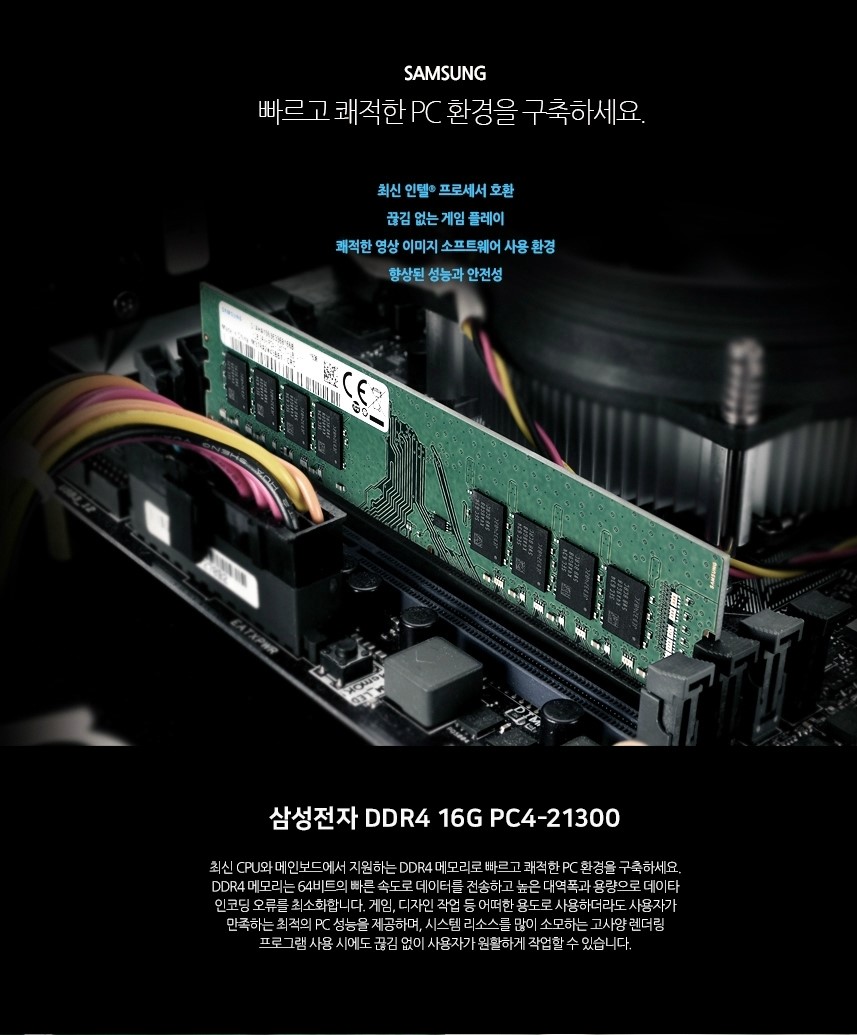 SAMSUNG
빠르고 쾌적한 PC 환경을 구축하세요.
최신 인텔® 프로세서 호환
끊김 없는 게임 플레이
쾌적한 영상 이미지 소프트웨어 사용 환경
향상된 성능과 안전성
SAMSUNG
CE
SAMSUNG
EATXPWR
삼성전자 DDR4 16G PC4-21300
최신 CPU와 메인보드에서 지원하는 DDR4 메모리로 빠르고 쾌적한 PC 환경을 구축하세요.
DDR4 메모리는 64비트의 빠른 속도로 데이터를 전송하고 높은 대역폭과 용량으로 데이타
인코딩 오류를 최소화합니다. 게임, 디자인 작업 등 어떠한 용도로 사용하더라도 사용자가
만족하는 최적의 PC 성능을 제공하며, 시스템 리소스를 많이 소모하는 고사양 렌더링
프로그램 사용 시에도 끊김 없이 사용자가 원활하게 작업할 수 있습니다.